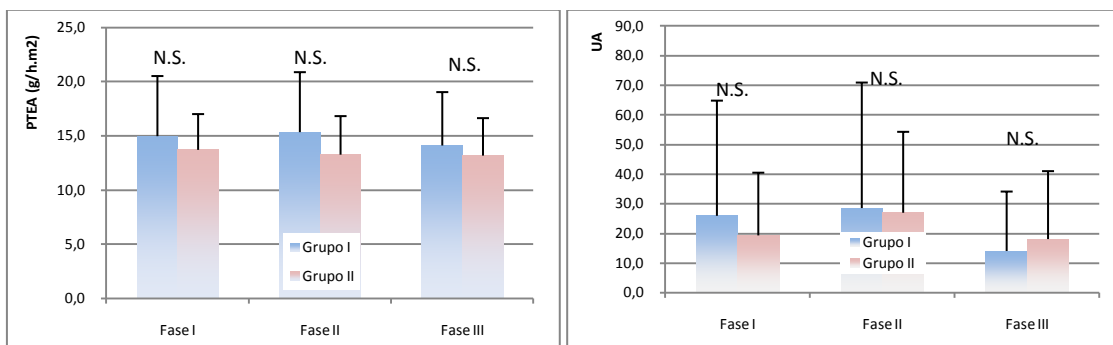 PTEA (g/h.m2)
25,0
20,0
15,0
10,0
5,0
0,0
N.S.
N.S.
N.S.
Grupo I
Grupo II
Fase I
Fase II
Fase III
UA
90,0
80,0
70,0
60,0
50,0
40,0
30,0
20,0
10,0
0,0
N.S.
N.S.
N.S.
Grupo I
Grupo II
Fase I
Fase II
Fase III